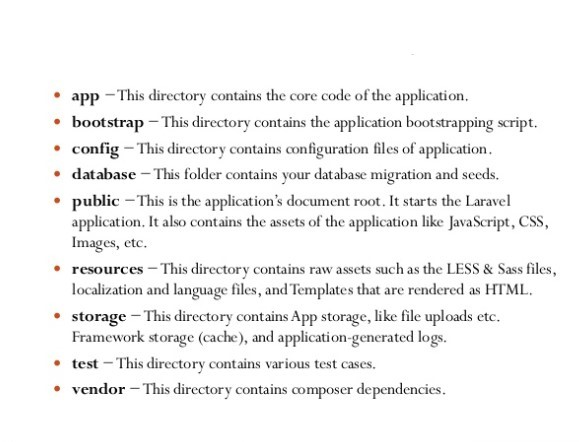 • app – This directory contains the core code of the application.
• bootstrap – This directory contains the application bootstrapping script.
• config – This directory contains configuration files of application.
• database – This folder contains your database migration and seeds.
• public – This is the application's document root. It starts the Laravel
application. It also contains the assets of the application like JavaScript, CSS,
Images, etc.
• resources – This directory contains raw assets such as the LESS & Sass files,
localization and language files, and Templates that are rendered as HTML.
• storage – This directory contains App storage, like file uploads etc.
Framework storage (cache), and application-generated logs.
• test – This directory contains various test cases.
• vendor – This directory contains composer dependencies.